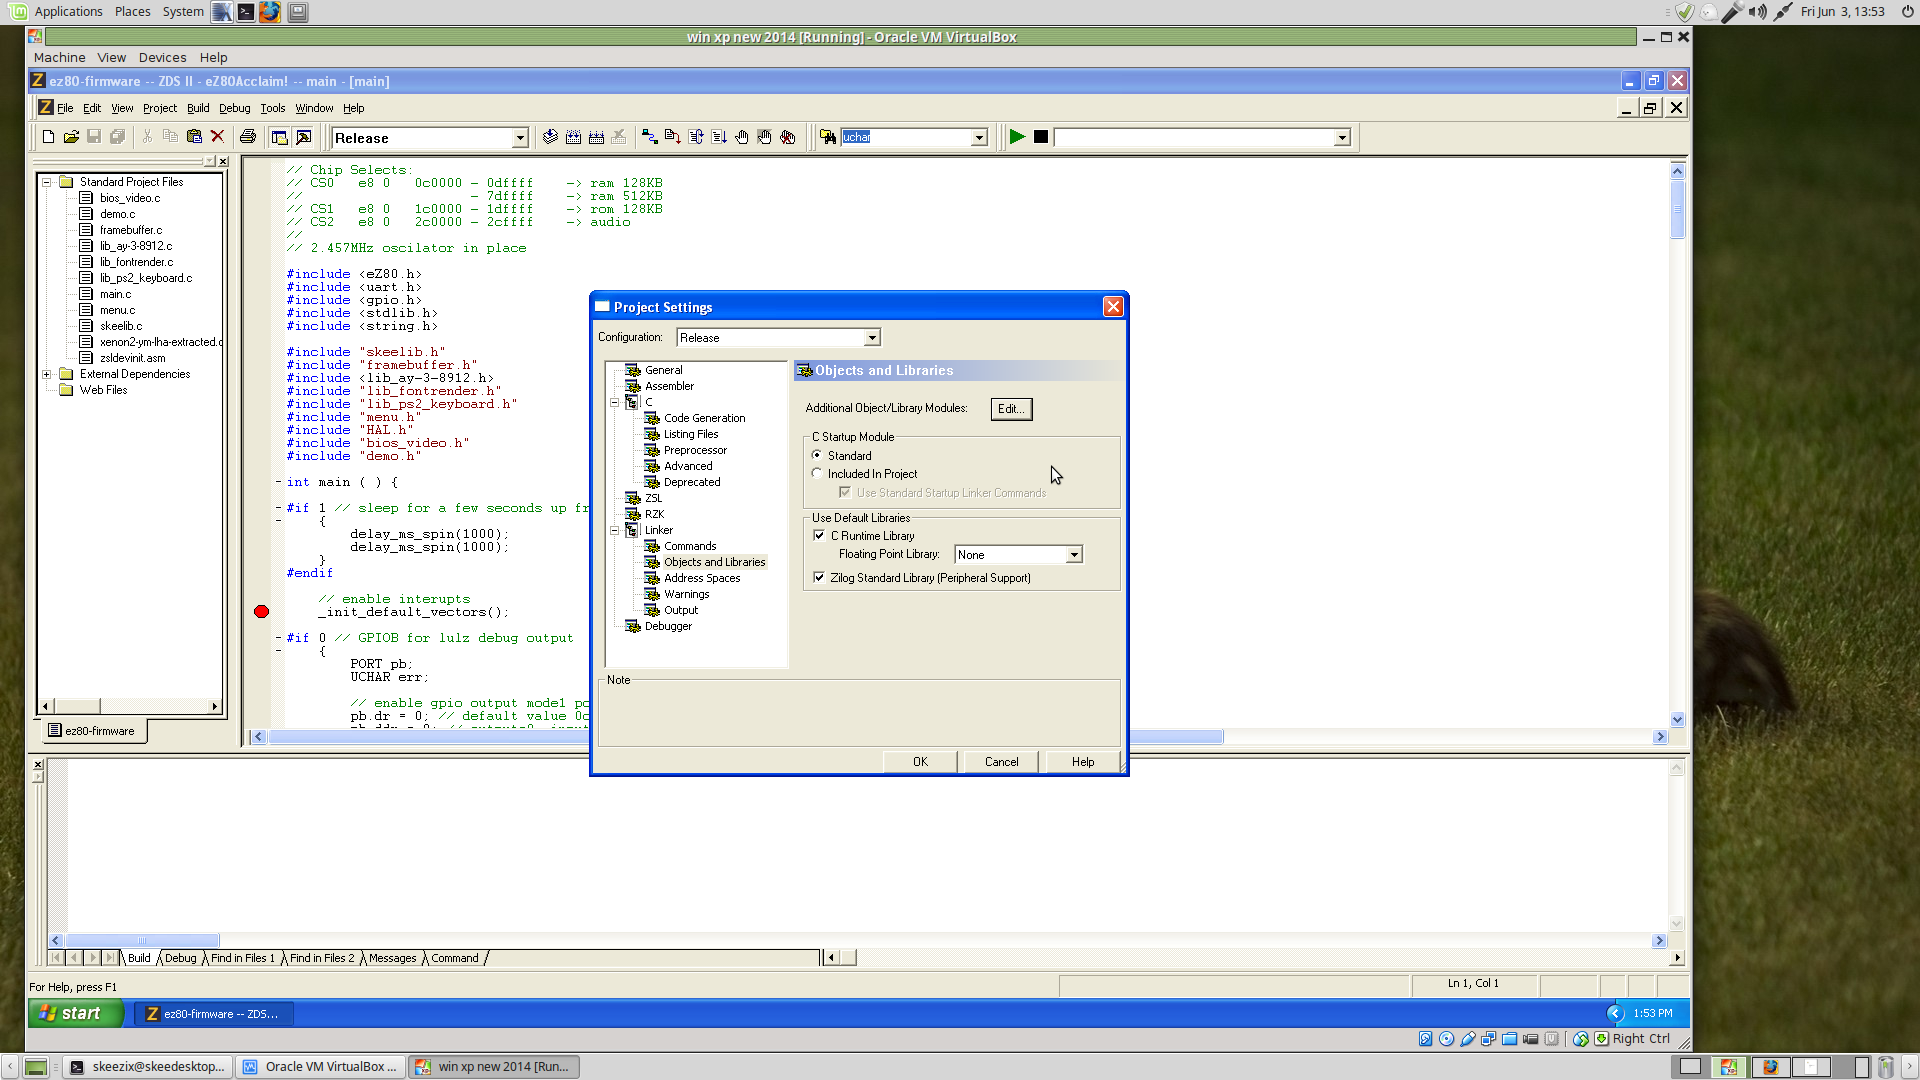 Applications Places System
Fri Jun 3, 13:53
win xp new 2014 [Running] - Oracle VM VirtualBox
Machine View Devices Help
ez80-firmware -- ZDS II - eZ80Acclaim! -- main - [main]
File Edit View Project Build Debug Tools Window Help
Release
uchar
Standard Project Files
bios_video.c
demo.c
framebuffer.c
lib_ay-3-8912.c
lib_fontrender.c
lib_ps2_keyboard.c
main.c
menu.c
skeelib.c
xenon2-ym-lha-extracted.c
zsldevinit.asm
External Dependencies
Web Files
ez80-firmware
// Chip Selects:
// CS0 e8 0 0c0000 - 0dffff -> ram 128KB
// - 7dffff -> ram 512KB
// CS1 e8 0 1c0000 - 1dffff -> rom 128KB
// CS2 e8 0 2c0000 - 2cffff -> audio
//
// 2.457MHz oscilator in place
#include <eZ80.h>
#include <uart.h>
#include <gpio.h>
#include <stdlib.h>
#include <string.h>
#include "skeelib.h"
#include "framebuffer.h"
#include <lib_ay-3-8912.h>
#include "lib_fontrender.h"
#include "lib_ps2_keyboard.h"
#include "menu.h"
#include "HAL.h"
#include "bios_video.h"
#include "demo.h"
int main ( ) {
#if 1 // sleep for a few seconds up fr
{
delay_ms_spin(1000);
delay_ms_spin(1000);
}
#endif
// enable interupts
_init_default_vectors();
#if 0 // GPIOB for lulz debug output
{
PORT pb;
UCHAR err;
// enable gpio output mode1 po
pb.dr = 0; // default value 0c
Project Settings
Configuration: Release
General
Assembler
C
Code Generation
Listing Files
Preprocessor
Advanced
Deprecated
ZSL
RZK
Linker
Commands
Objects and Libraries
Address Spaces
Warnings
Output
Debugger
Objects and Libraries
Additional Object/Library Modules: Edit...
C Startup Module
Standard
Included In Project
Use Standard Startup Linker Commands
Use Default Libraries
C Runtime Library
Floating Point Library: None
Zilog Standard Library (Peripheral Support)
Note
OK Cancel Help
Build Debug Find in Files 1 Find in Files 2 Messages Command
For Help, press F1
Ln 1, Col 1
start
ez80-firmware -- ZDS...
1:53 PM
Right Ctrl
skeezix@skeedesktop...
Oracle VM VirtualBox ...
win xp new 2014 [Run...